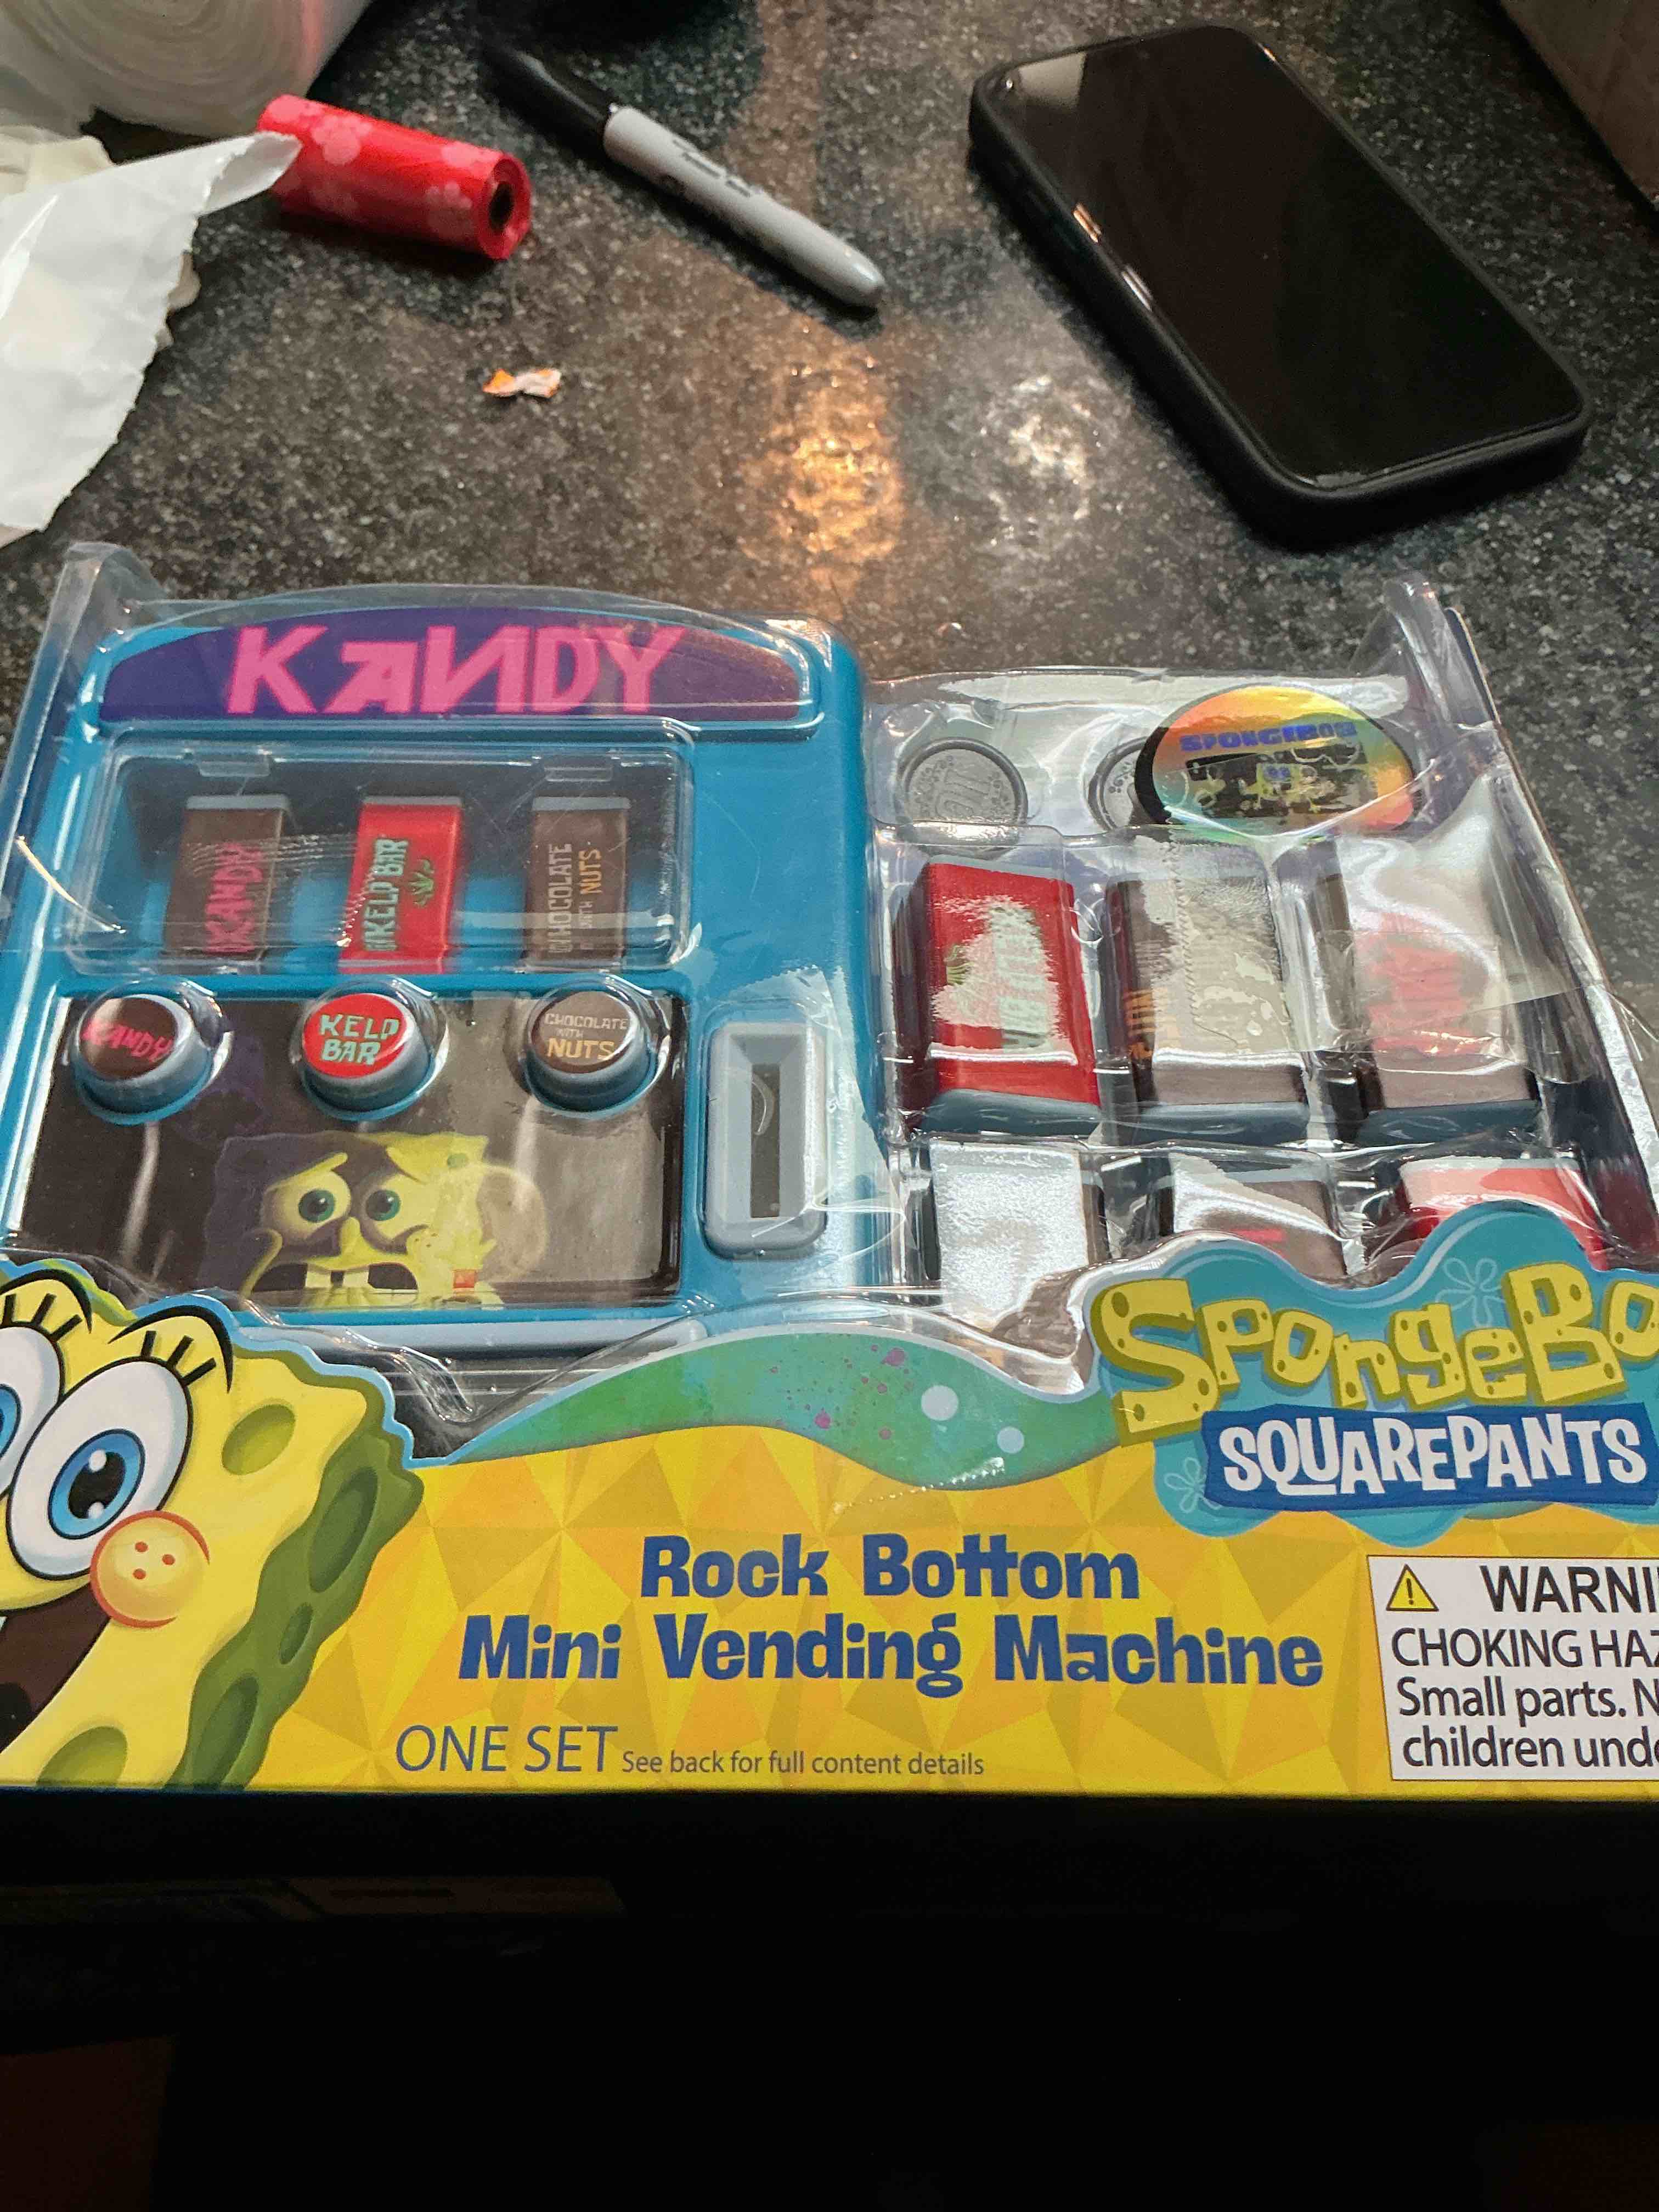 KANDY
KANDY
KELP BAR
CHOCOLATE
WITH NUTS
KANDY
KELP
BAR
CHOCOLATE
WITH
NUTS
SPONGEBOB
SPONGEBO
SQUAREPANTS
Rock Bottom
Mini Vending Machine
ONE SET See back for full content details
WARNI
CHOKING HAZ
Small parts. N
children unde